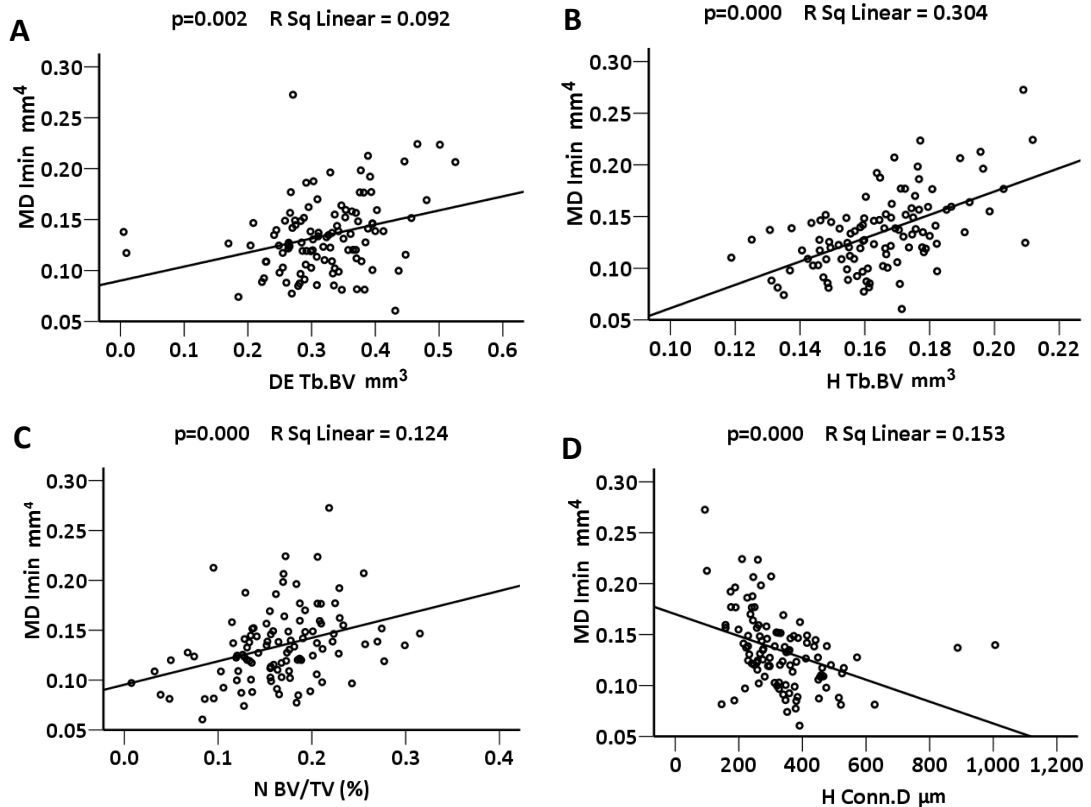 A
p=0.002 R Sq Linear = 0.092
MD Imin mm⁴
0.30
0.25
0.20
0.15
0.10
0.05
0.0 0.1 0.2 0.3 0.4 0.5 0.6
DE Tb.BV mm³
B
p=0.000 R Sq Linear = 0.304
MD Imin mm⁴
0.30
0.25
0.20
0.15
0.10
0.05
0.10 0.12 0.14 0.16 0.18 0.20 0.22
H Tb.BV mm³
C
p=0.000 R Sq Linear = 0.124
MD Imin mm⁴
0.30
0.25
0.20
0.15
0.10
0.05
0.0 0.1 0.2 0.3 0.4
N BV/TV (%)
D
p=0.000 R Sq Linear = 0.153
MD Imin mm⁴
0.30
0.25
0.20
0.15
0.10
0.05
0 200 400 600 800 1,000 1,200
H Conn.D µm